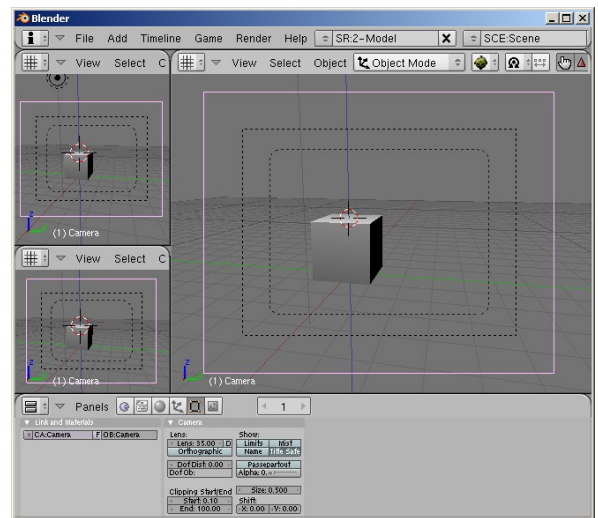 Blender
File Add Timeline Game Render Help SR:2-Model X SCE:Scene
View Select C
View Select Object Object Mode
z
(1) Camera
View Select C
z
(1) Camera
z
(1) Camera
Panels 1
Link and Materials
Camera
CA:Camera F OB:Camera
Lens:
Show:
Lens: 35.00 D
Limits Mist
Orthographic
Name Title Safe
DofDist: 0.00
Passepartout
Dof Ob:
Alpha: 0.
Clipping Start/End
Size: 0.500
Start: 0.10
Shift:
End: 100.00
X: 0.00 Y: 0.00